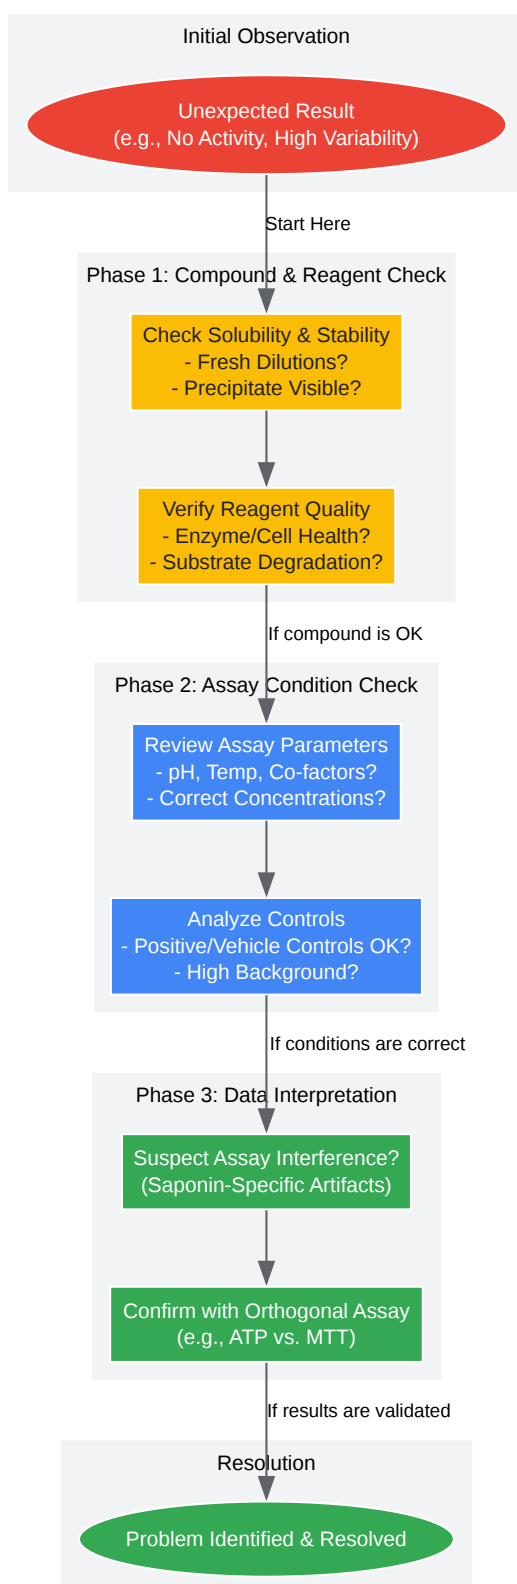 Initial Observation
Unexpected Result
(e.g., No Activity, High Variability)
Start Here
Phase 1: Compound & Reagent Check
Check Solubility & Stability
- Fresh Dilutions?
- Precipitate Visible?
Verify Reagent Quality
- Enzyme/Cell Health?
- Substrate Degradation?
If compound is OK
Phase 2: Assay Condition Check
Review Assay Parameters
- pH, Temp, Co-factors?
- Correct Concentrations?
Analyze Controls
- Positive/Vehicle Controls OK?
- High Background?
If conditions are correct
Phase 3: Data Interpretation
Suspect Assay Interference?
(Saponin-Specific Artifacts)
Confirm with Orthogonal Assay
(e.g., ATP vs. MTT)
If results are validated
Resolution
Problem Identified & Resolved